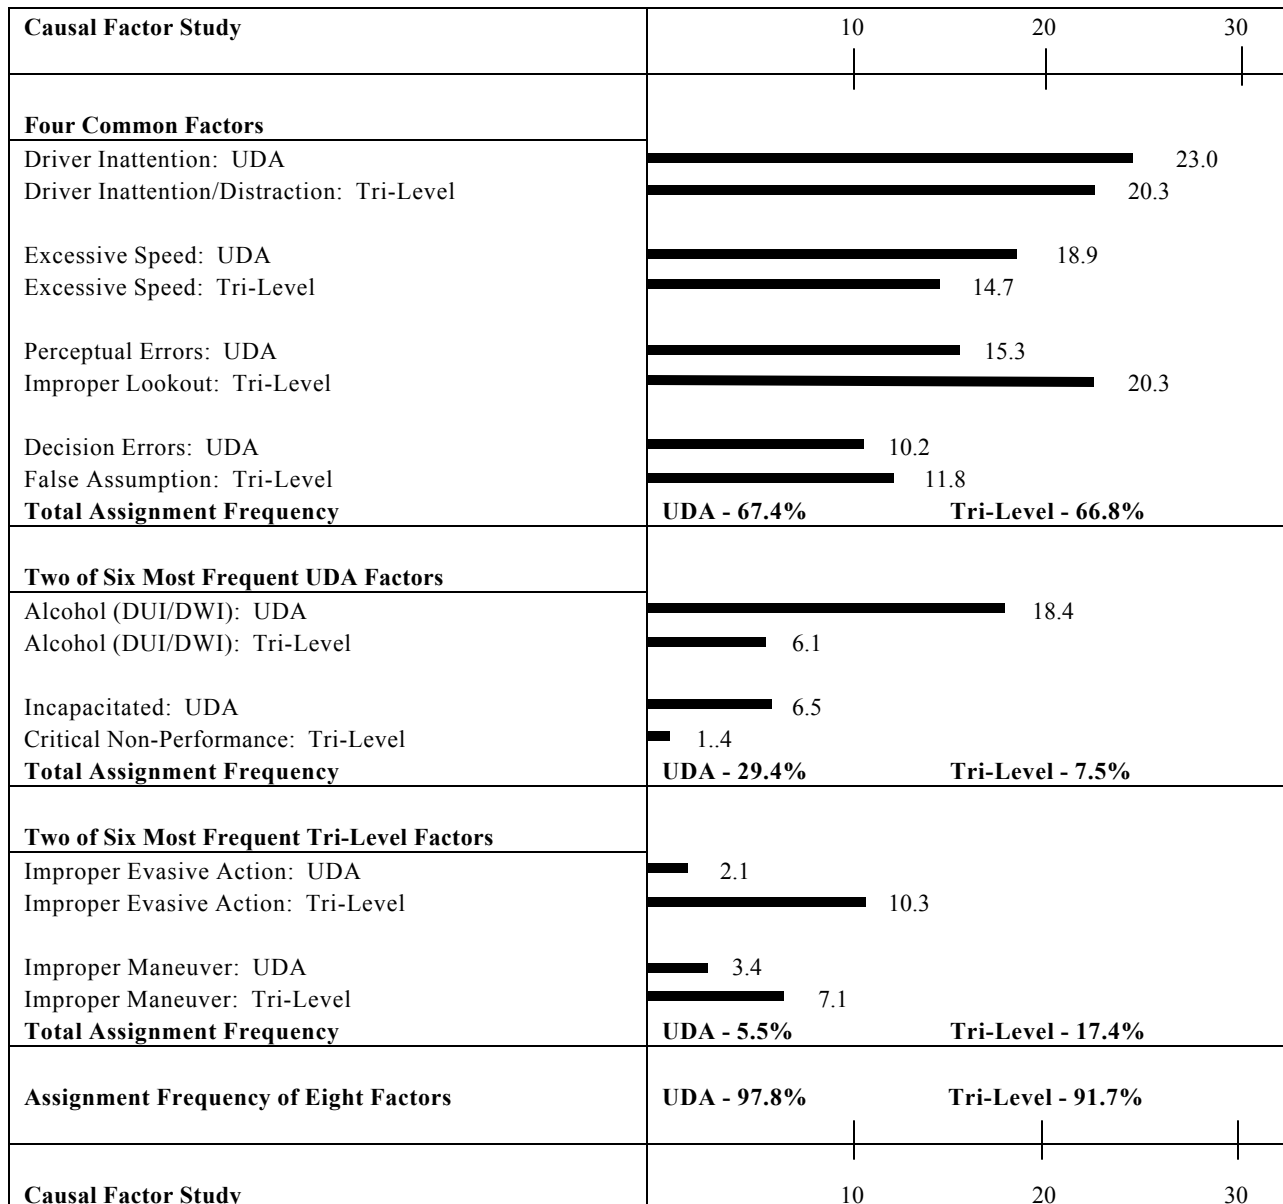 Causal Factor Study 10 20 30
Four Common Factors
Driver Inattention: UDA 23.0
Driver Inattention/Distraction: Tri-Level 20.3
Excessive Speed: UDA 18.9
Excessive Speed: Tri-Level 14.7
Perceptual Errors: UDA 15.3
Improper Lookout: Tri-Level 20.3
Decision Errors: UDA 10.2
False Assumption: Tri-Level 11.8
Total Assignment Frequency UDA - 67.4% Tri-Level - 66.8%
Two of Six Most Frequent UDA Factors
Alcohol (DUI/DWI): UDA 18.4
Alcohol (DUI/DWI): Tri-Level 6.1
Incapacitated: UDA 6.5
Critical Non-Performance: Tri-Level 1..4
Total Assignment Frequency UDA - 29.4% Tri-Level - 7.5%
Two of Six Most Frequent Tri-Level Factors
Improper Evasive Action: UDA 2.1
Improper Evasive Action: Tri-Level 10.3
Improper Maneuver: UDA 3.4
Improper Maneuver: Tri-Level 7.1
Total Assignment Frequency UDA - 5.5% Tri-Level - 17.4%
Assignment Frequency of Eight Factors UDA - 97.8% Tri-Level - 91.7%
Causal Factor Study 10 20 30